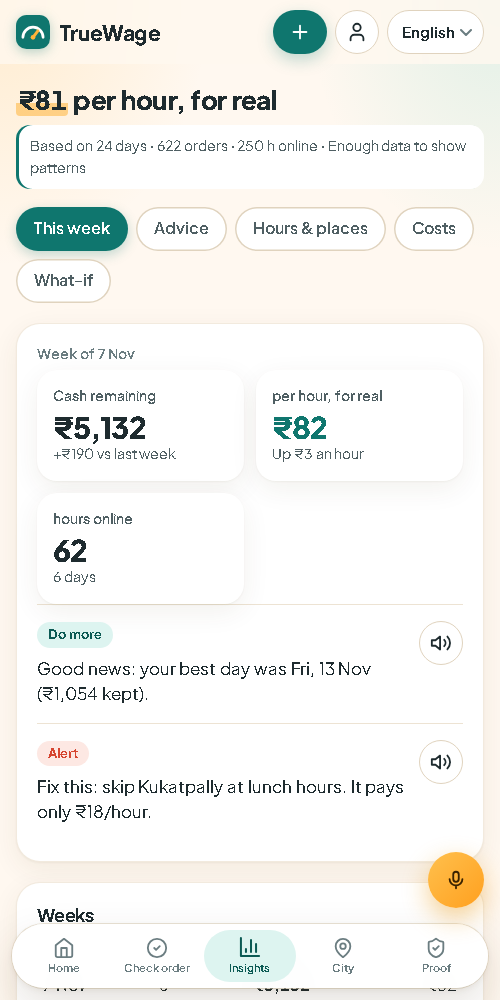 TrueWage
English
₹81 per hour, for real
Based on 24 days · 622 orders · 250 h online · Enough data to show
patterns
This week
Advice
Hours & places
Costs
What-if
Week of 7 Nov
Cash remaining
₹5,132
+₹190 vs last week
per hour, for real
₹82
Up ₹3 an hour
hours online
62
6 days
Do more
Good news: your best day was Fri, 13 Nov
(₹1,054 kept).
Alert
Fix this: skip Kukatpally at lunch hours. It pays
only ₹18/hour.
Weeks
Home
Check order
Insights
City
Proof